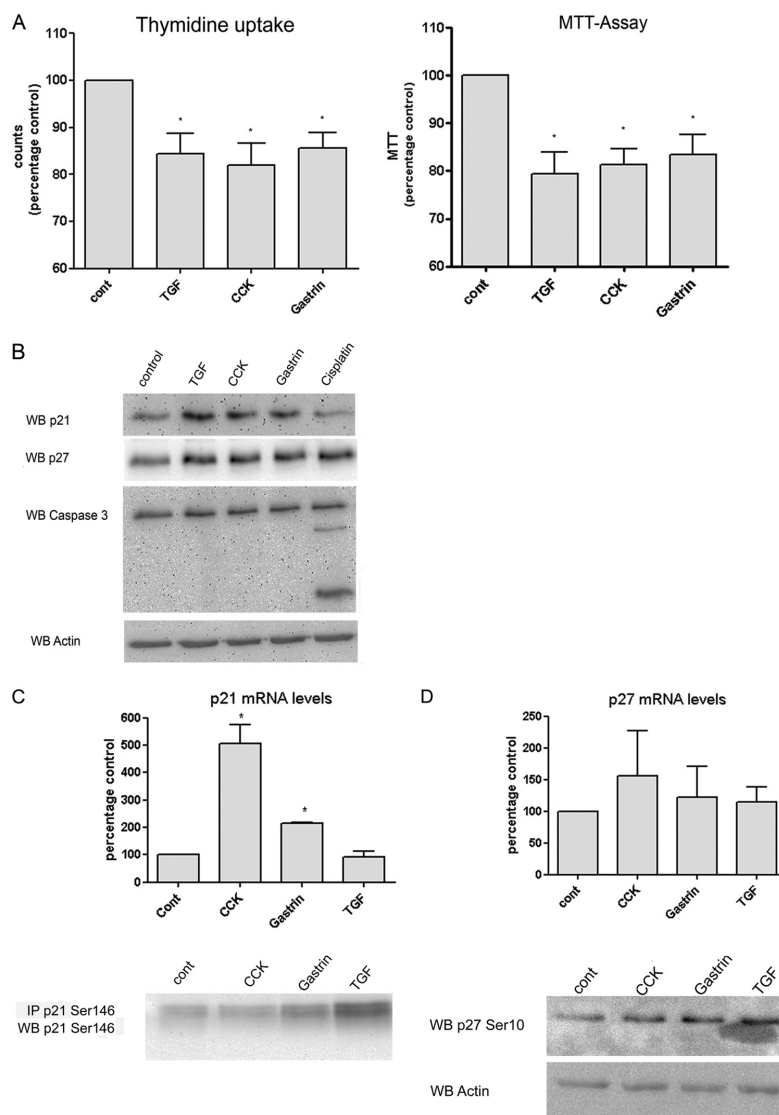 A
Thymidine uptake
counts
(percentage control)
100
90
80
70
60
cont
TGF
CCK
Gastrin
*
*
*
MTT-Assay
MTT
(percentage control)
100
90
80
70
60
cont
TGF
CCK
Gastrin
*
*
*
B
control
TGF
CCK
Gastrin
Cisplatin
WB p21
WB p27
WB Caspase 3
WB Actin
C
p21 mRNA levels
percentage control
600
500
400
300
200
100
0
*
*
Cont
CCK
Gastrin
TGF
cont
CCK
Gastrin
TGF
IP p21 Ser146
WB p21 Ser146
D
p27 mRNA levels
percentage control
250
200
150
100
50
0
cont
CCK
Gastrin
TGF
cont
CCK
Gastrin
TGF
WB p27 Ser10
WB Actin